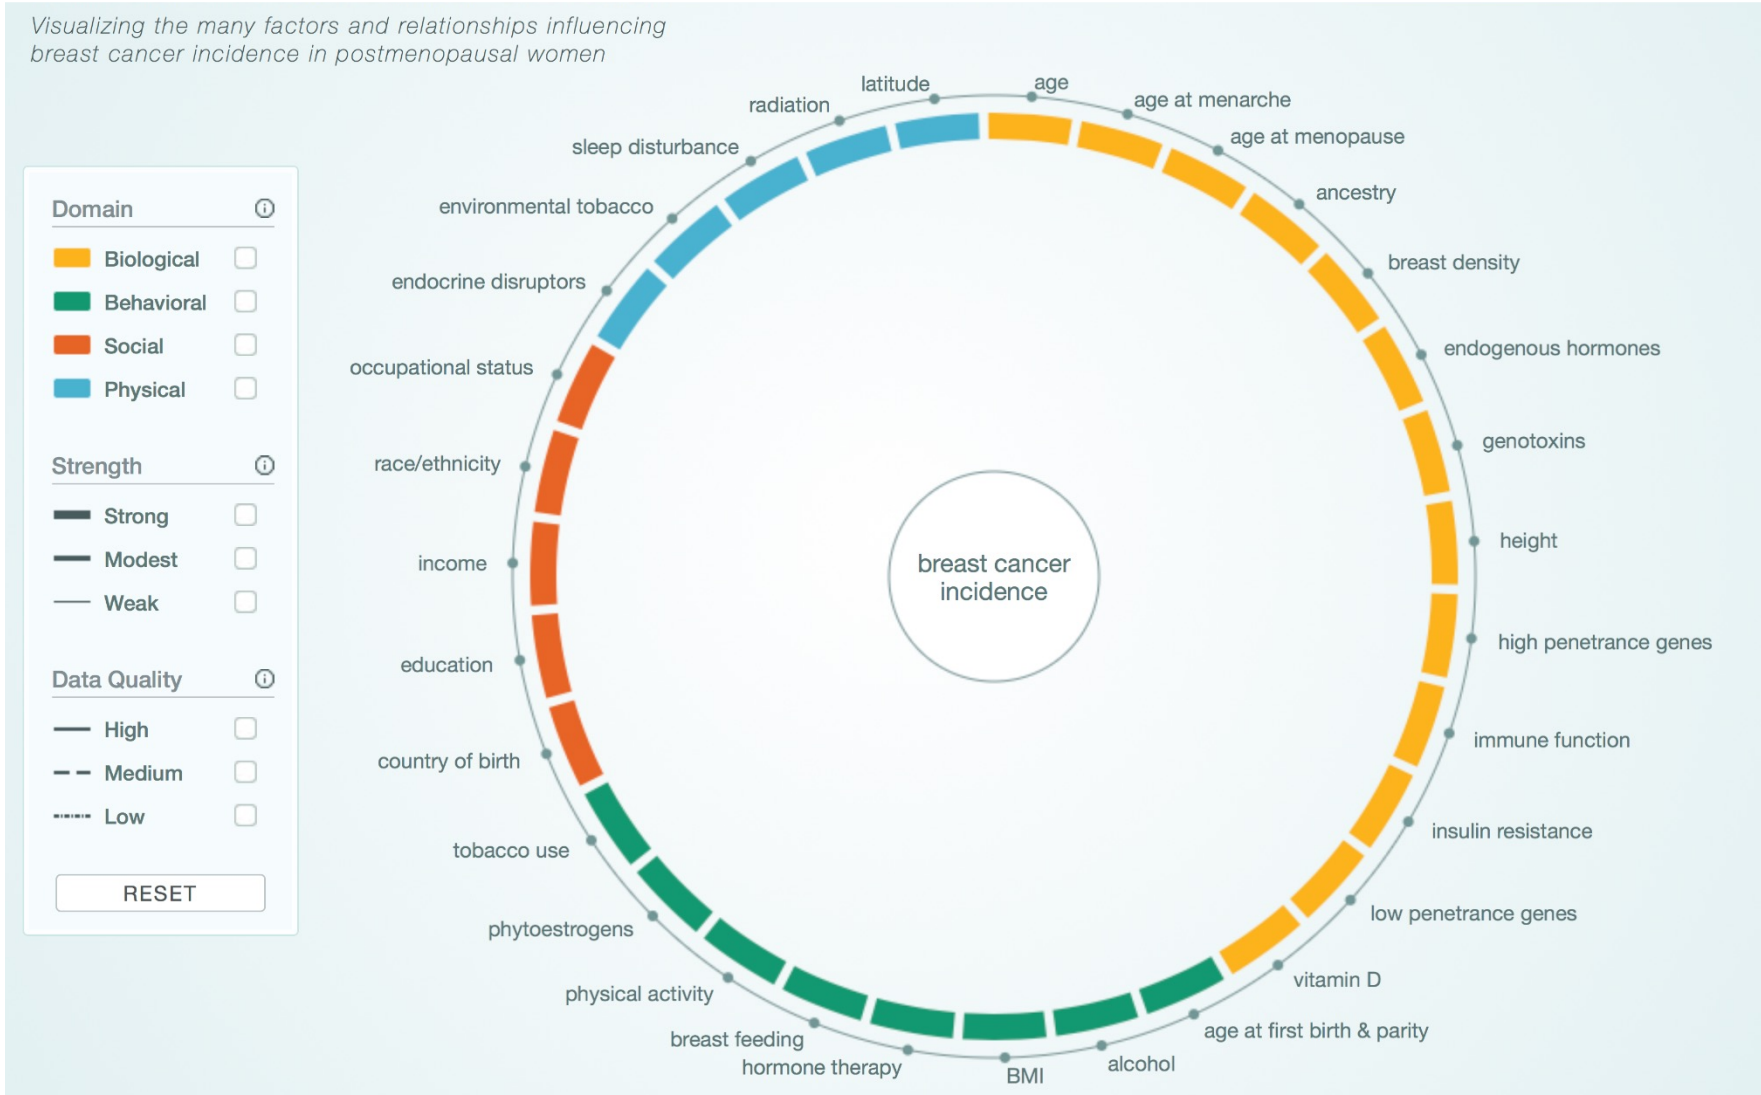 Visualizing the many factors and relationships influencing
breast cancer incidence in postmenopausal women
Domain
Biological
Behavioral
Social
Physical
Strength
Strong
Modest
Weak
Data Quality
High
Medium
Low
RESET
age
age at menarche
age at menopause
ancestry
breast density
endogenous hormones
genotoxins
height
high penetrance genes
immune function
insulin resistance
low penetrance genes
vitamin D
age at first birth & parity
alcohol
BMI
hormone therapy
breast feeding
physical activity
phytoestrogens
tobacco use
country of birth
education
income
race/ethnicity
occupational status
endocrine disruptors
environmental tobacco
sleep disturbance
radiation
latitude
breast cancer
incidence